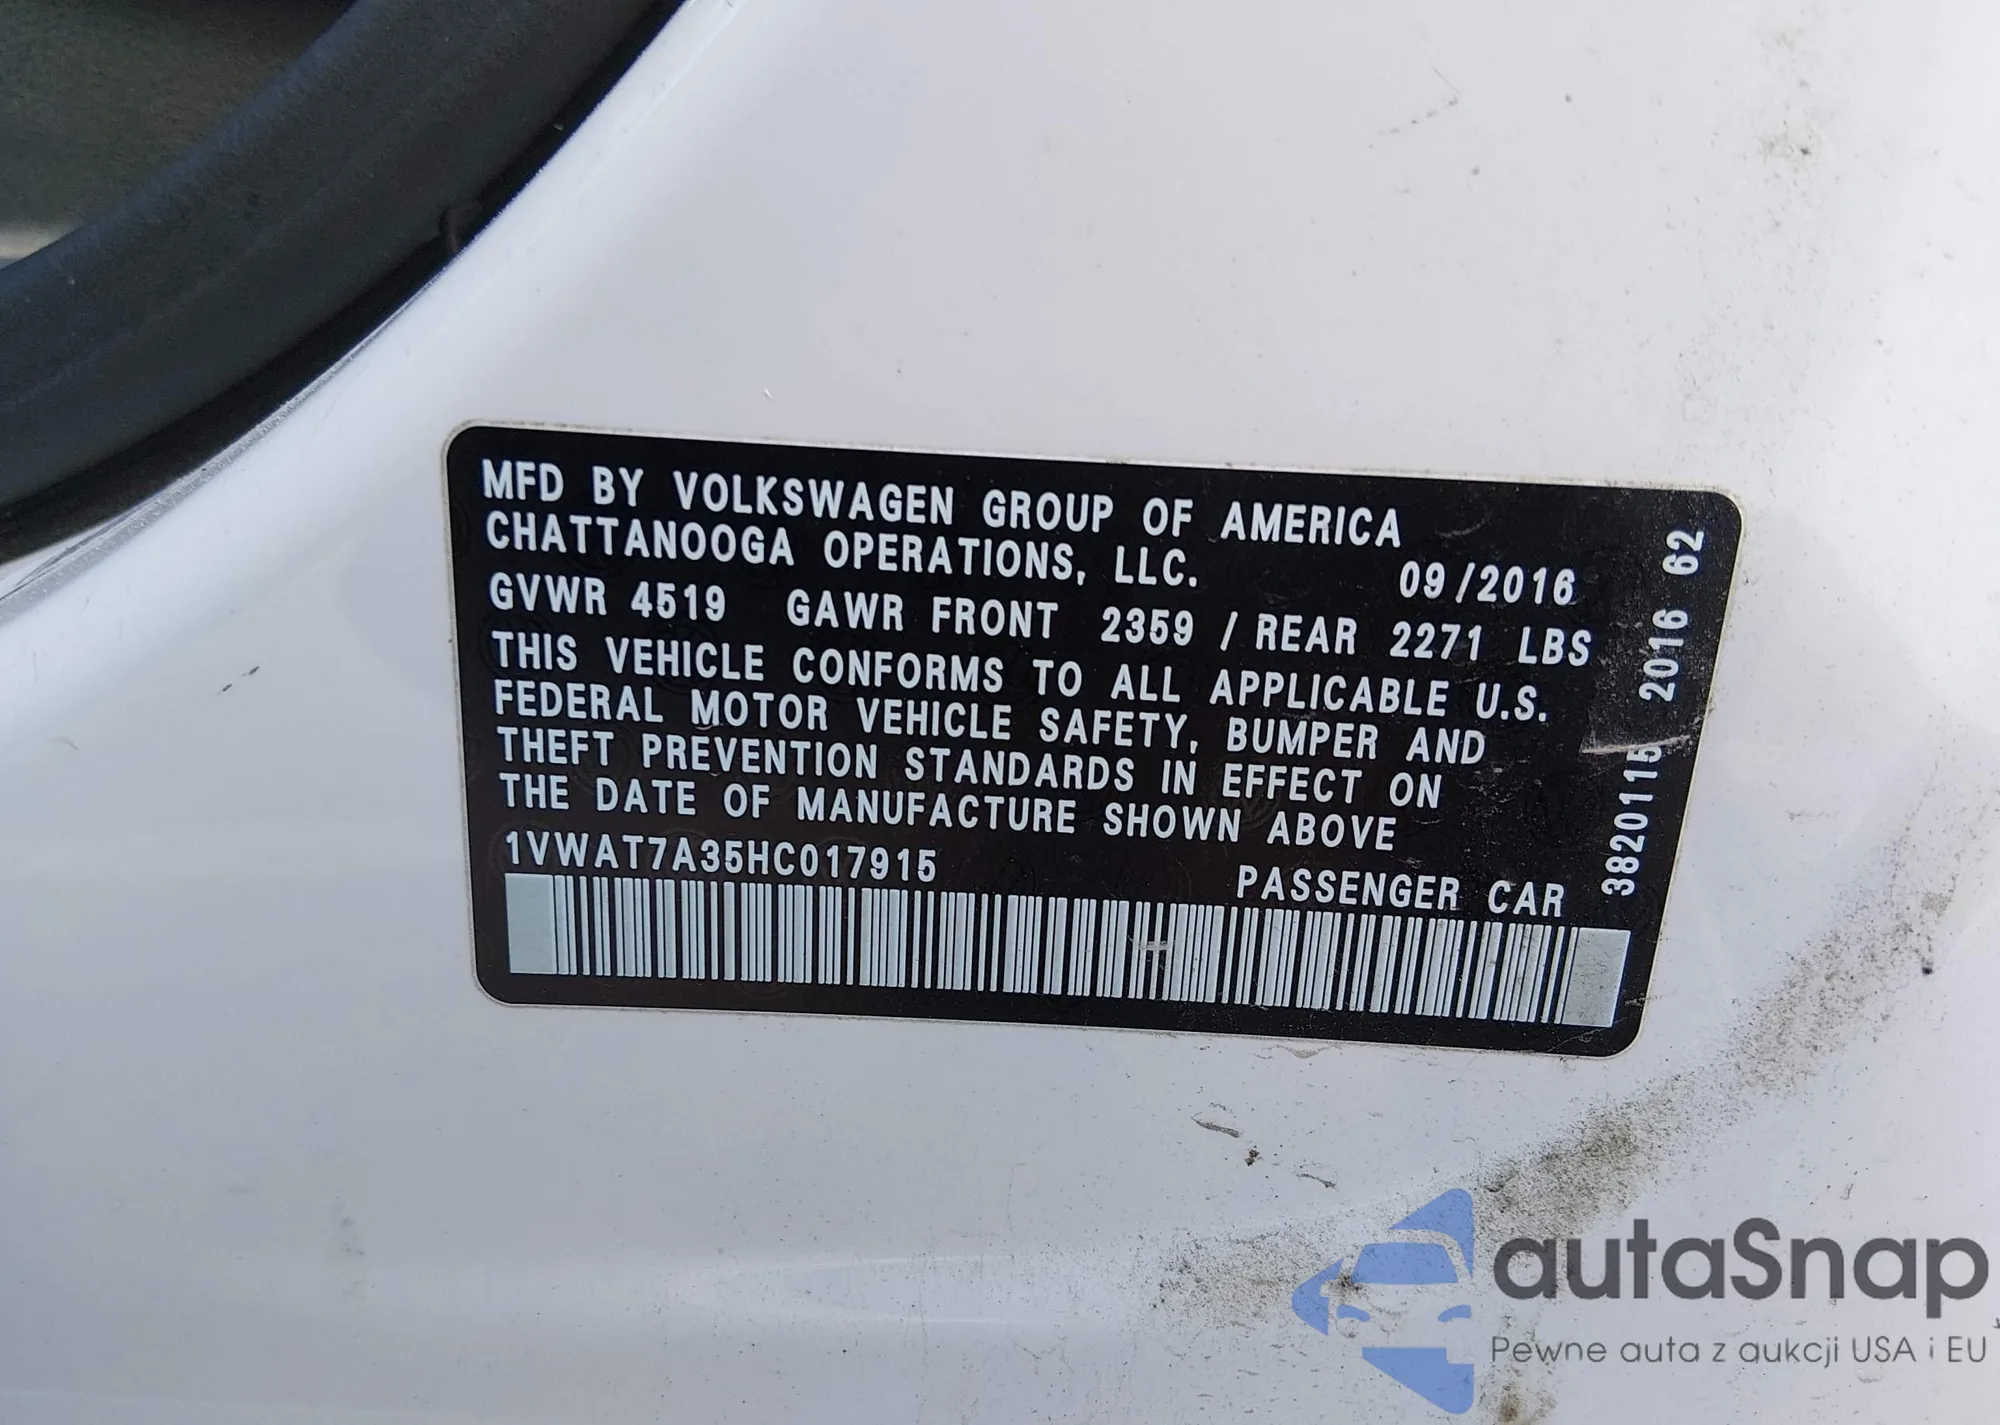 MFD BY VOLKSWAGEN GROUP OF AMERICA
CHATTANOOGA OPERATIONS, LLC.
09/2016
GVWR 4519 GAWR FRONT 2359 / REAR 2271 LBS
THIS VEHICLE CONFORMS TO ALL APPLICABLE U.S.
FEDERAL MOTOR VEHICLE SAFETY, BUMPER AND
THEFT PREVENTION STANDARDS IN EFFECT ON
THE DATE OF MANUFACTURE SHOWN ABOVE
1VWAT7A35HC017915 PASSENGER CAR
38201115 2016 62
autaSnap
Pewne auta z aukcji USA i EU